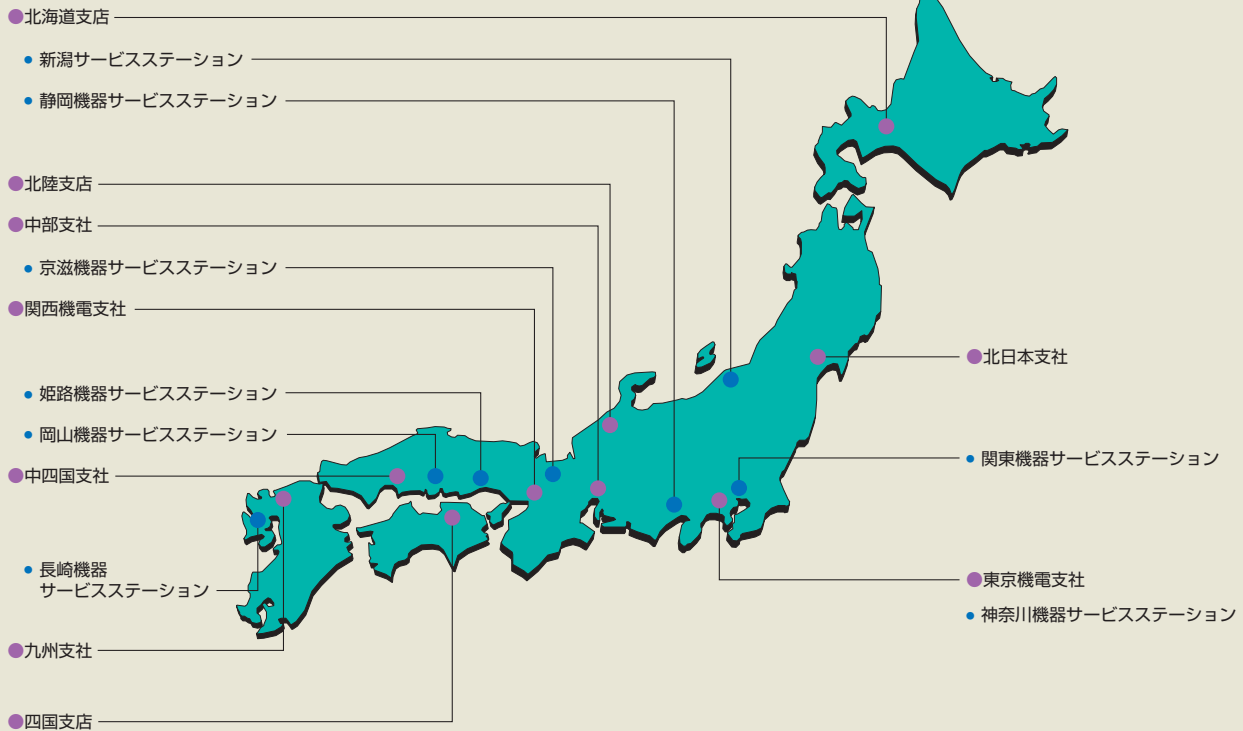 北海道支店
新潟サービスステーション
静岡機器サービスステーション
北陸支店
中部支社
京滋機器サービスステーション
関西機電支社
姫路機器サービスステーション
岡山機器サービスステーション
中四国支社
長崎機器
サービスステーション
九州支社
四国支店
北日本支社
関東機器サービスステーション
東京機電支社
神奈川機器サービスステーション